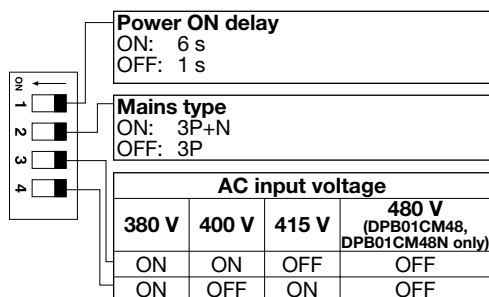 Power ON delay
ON: 6 s
OFF: 1 s
ON
1
2
3
4
Mains type
ON: 3P+N
OFF: 3P
AC input voltage
380 V 400 V 415 V 480 V (DPB01CM48, DPB01CM48N only)
ON ON OFF OFF
ON OFF ON OFF